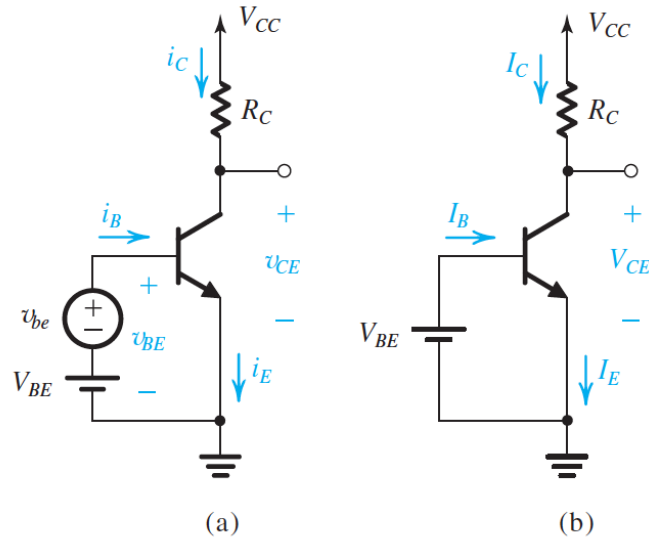 V_CC V_CC
i_C I_C
R_C R_C
+ +
i_B I_B
v_CE V_CE
+
v_be + − v_BE − −
V_BE
V_BE −
i_E I_E
(a) (b)